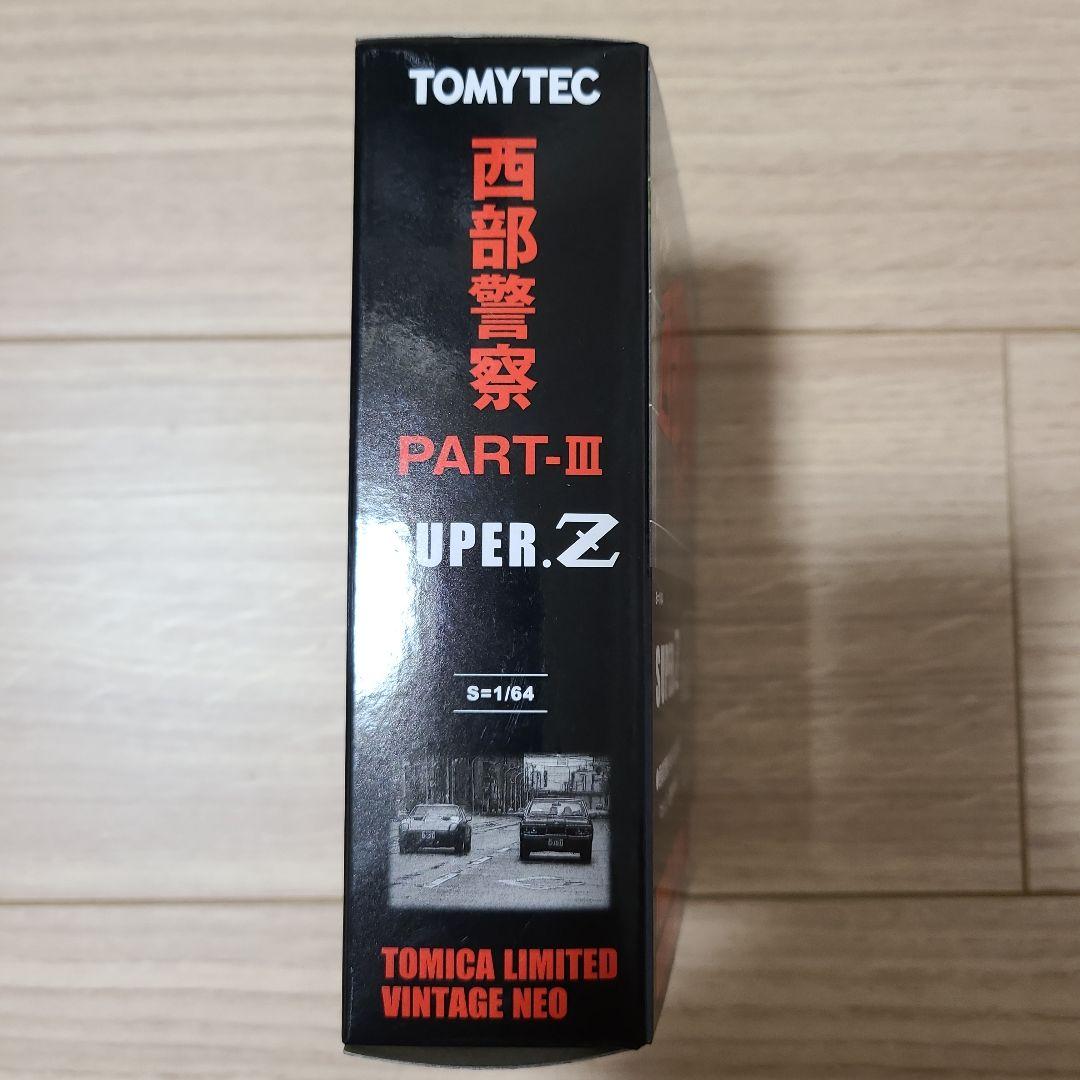 TOMYTEC
西部警察
PART-III
SUPER.Z
S=1/64
TOMICA LIMITED
VINTAGE NEO